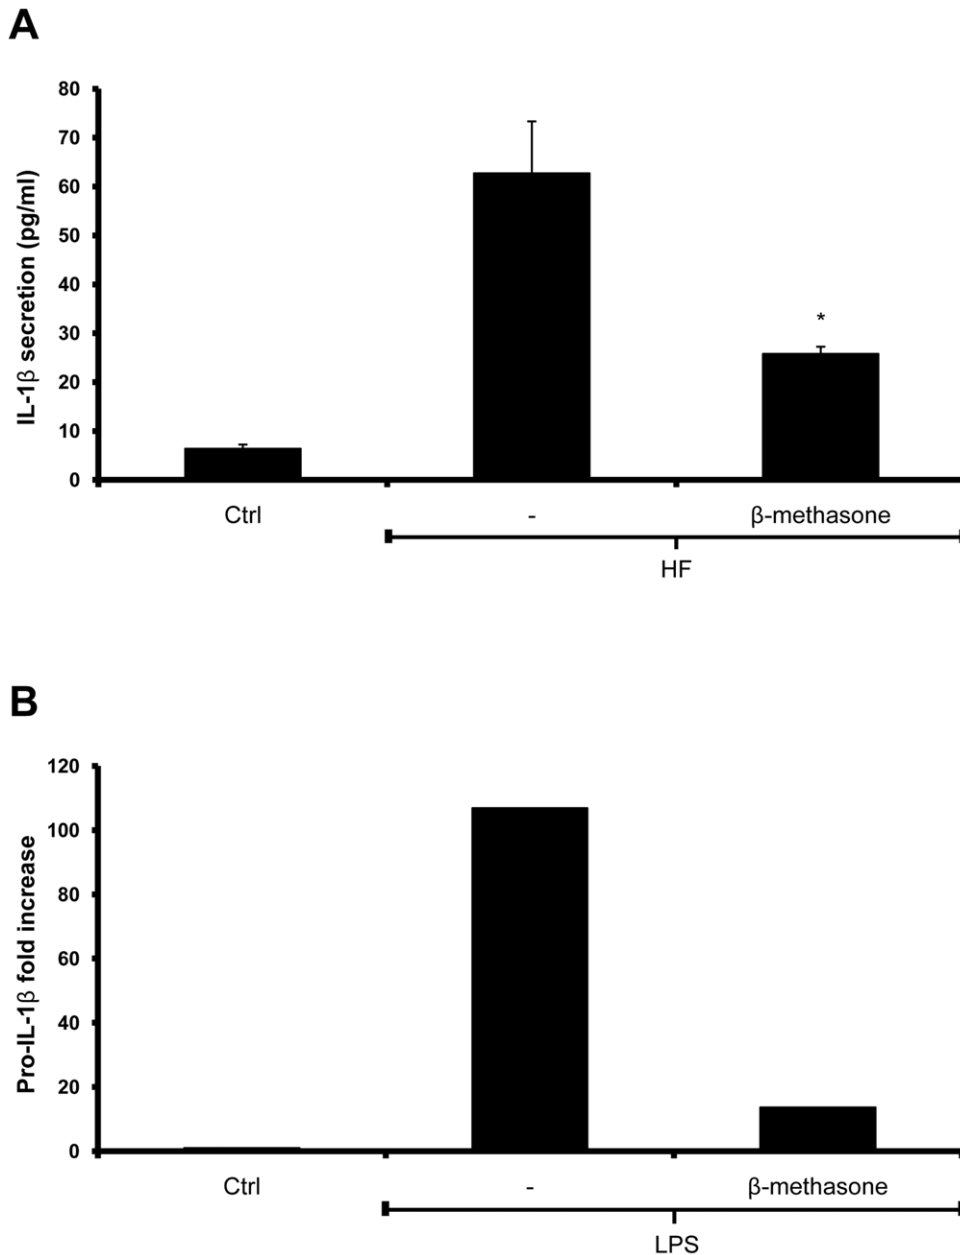 A
IL-1β secretion (pg/ml)
80
70
60
50
40
30
20
10
0
*
Ctrl
-
β-methasone
HF
B
Pro-IL-1β fold increase
120
100
80
60
40
20
0
Ctrl
-
β-methasone
LPS